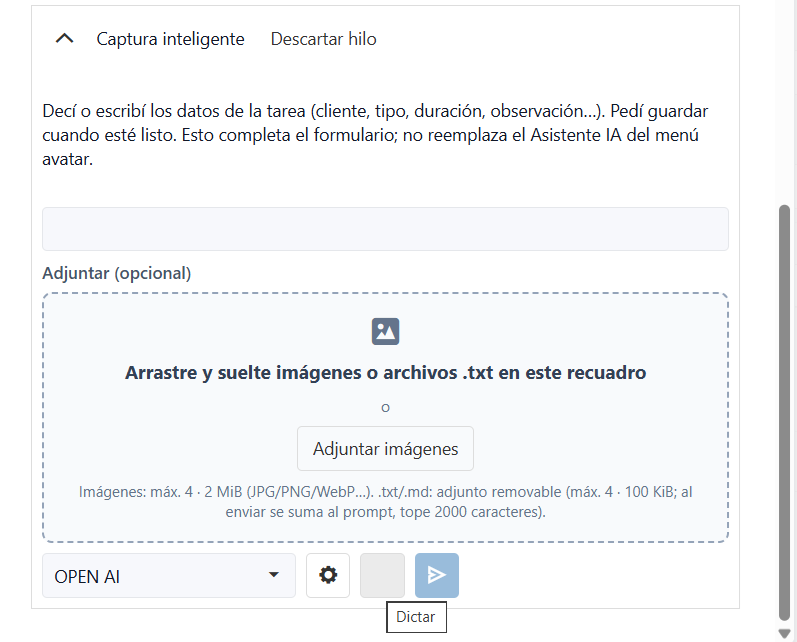 Captura inteligente Descartar hilo
Decí o escribí los datos de la tarea (cliente, tipo, duración, observación...). Pedí guardar
cuando esté listo. Esto completa el formulario; no reemplaza el Asistente IA del menú
avatar.
Adjuntar (opcional)
Arrastre y suelte imágenes o archivos .txt en este recuadro
o
Adjuntar imágenes
Imágenes: máx. 4 · 2 MiB (JPG/PNG/WebP...). .txt/.md: adjunto removable (máx. 4 · 100 KiB; al
enviar se suma al prompt, tope 2000 caracteres).
OPEN AI
Dictar